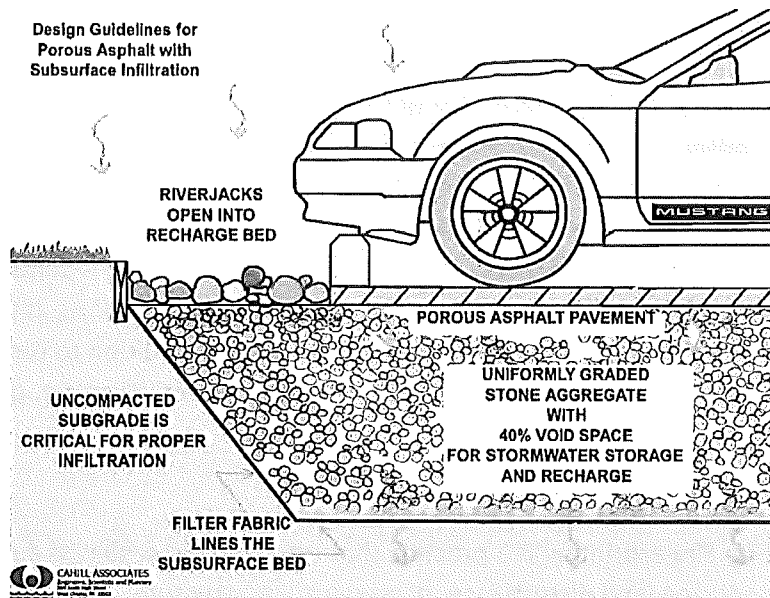 Design Guidelines for
Porous Asphalt with
Subsurface Infiltration
RIVERJACKS
OPEN INTO
RECHARGE BED
MUSTANG
POROUS ASPHALT PAVEMENT
UNIFORMLY GRADED
STONE AGGREGATE
WITH
40% VOID SPACE
FOR STORMWATER STORAGE
AND RECHARGE
UNCOMPACTED
SUBGRADE IS
CRITICAL FOR PROPER
INFILTRATION
FILTER FABRIC
LINES THE
SUBSURFACE BED
CAHILL ASSOCIATES